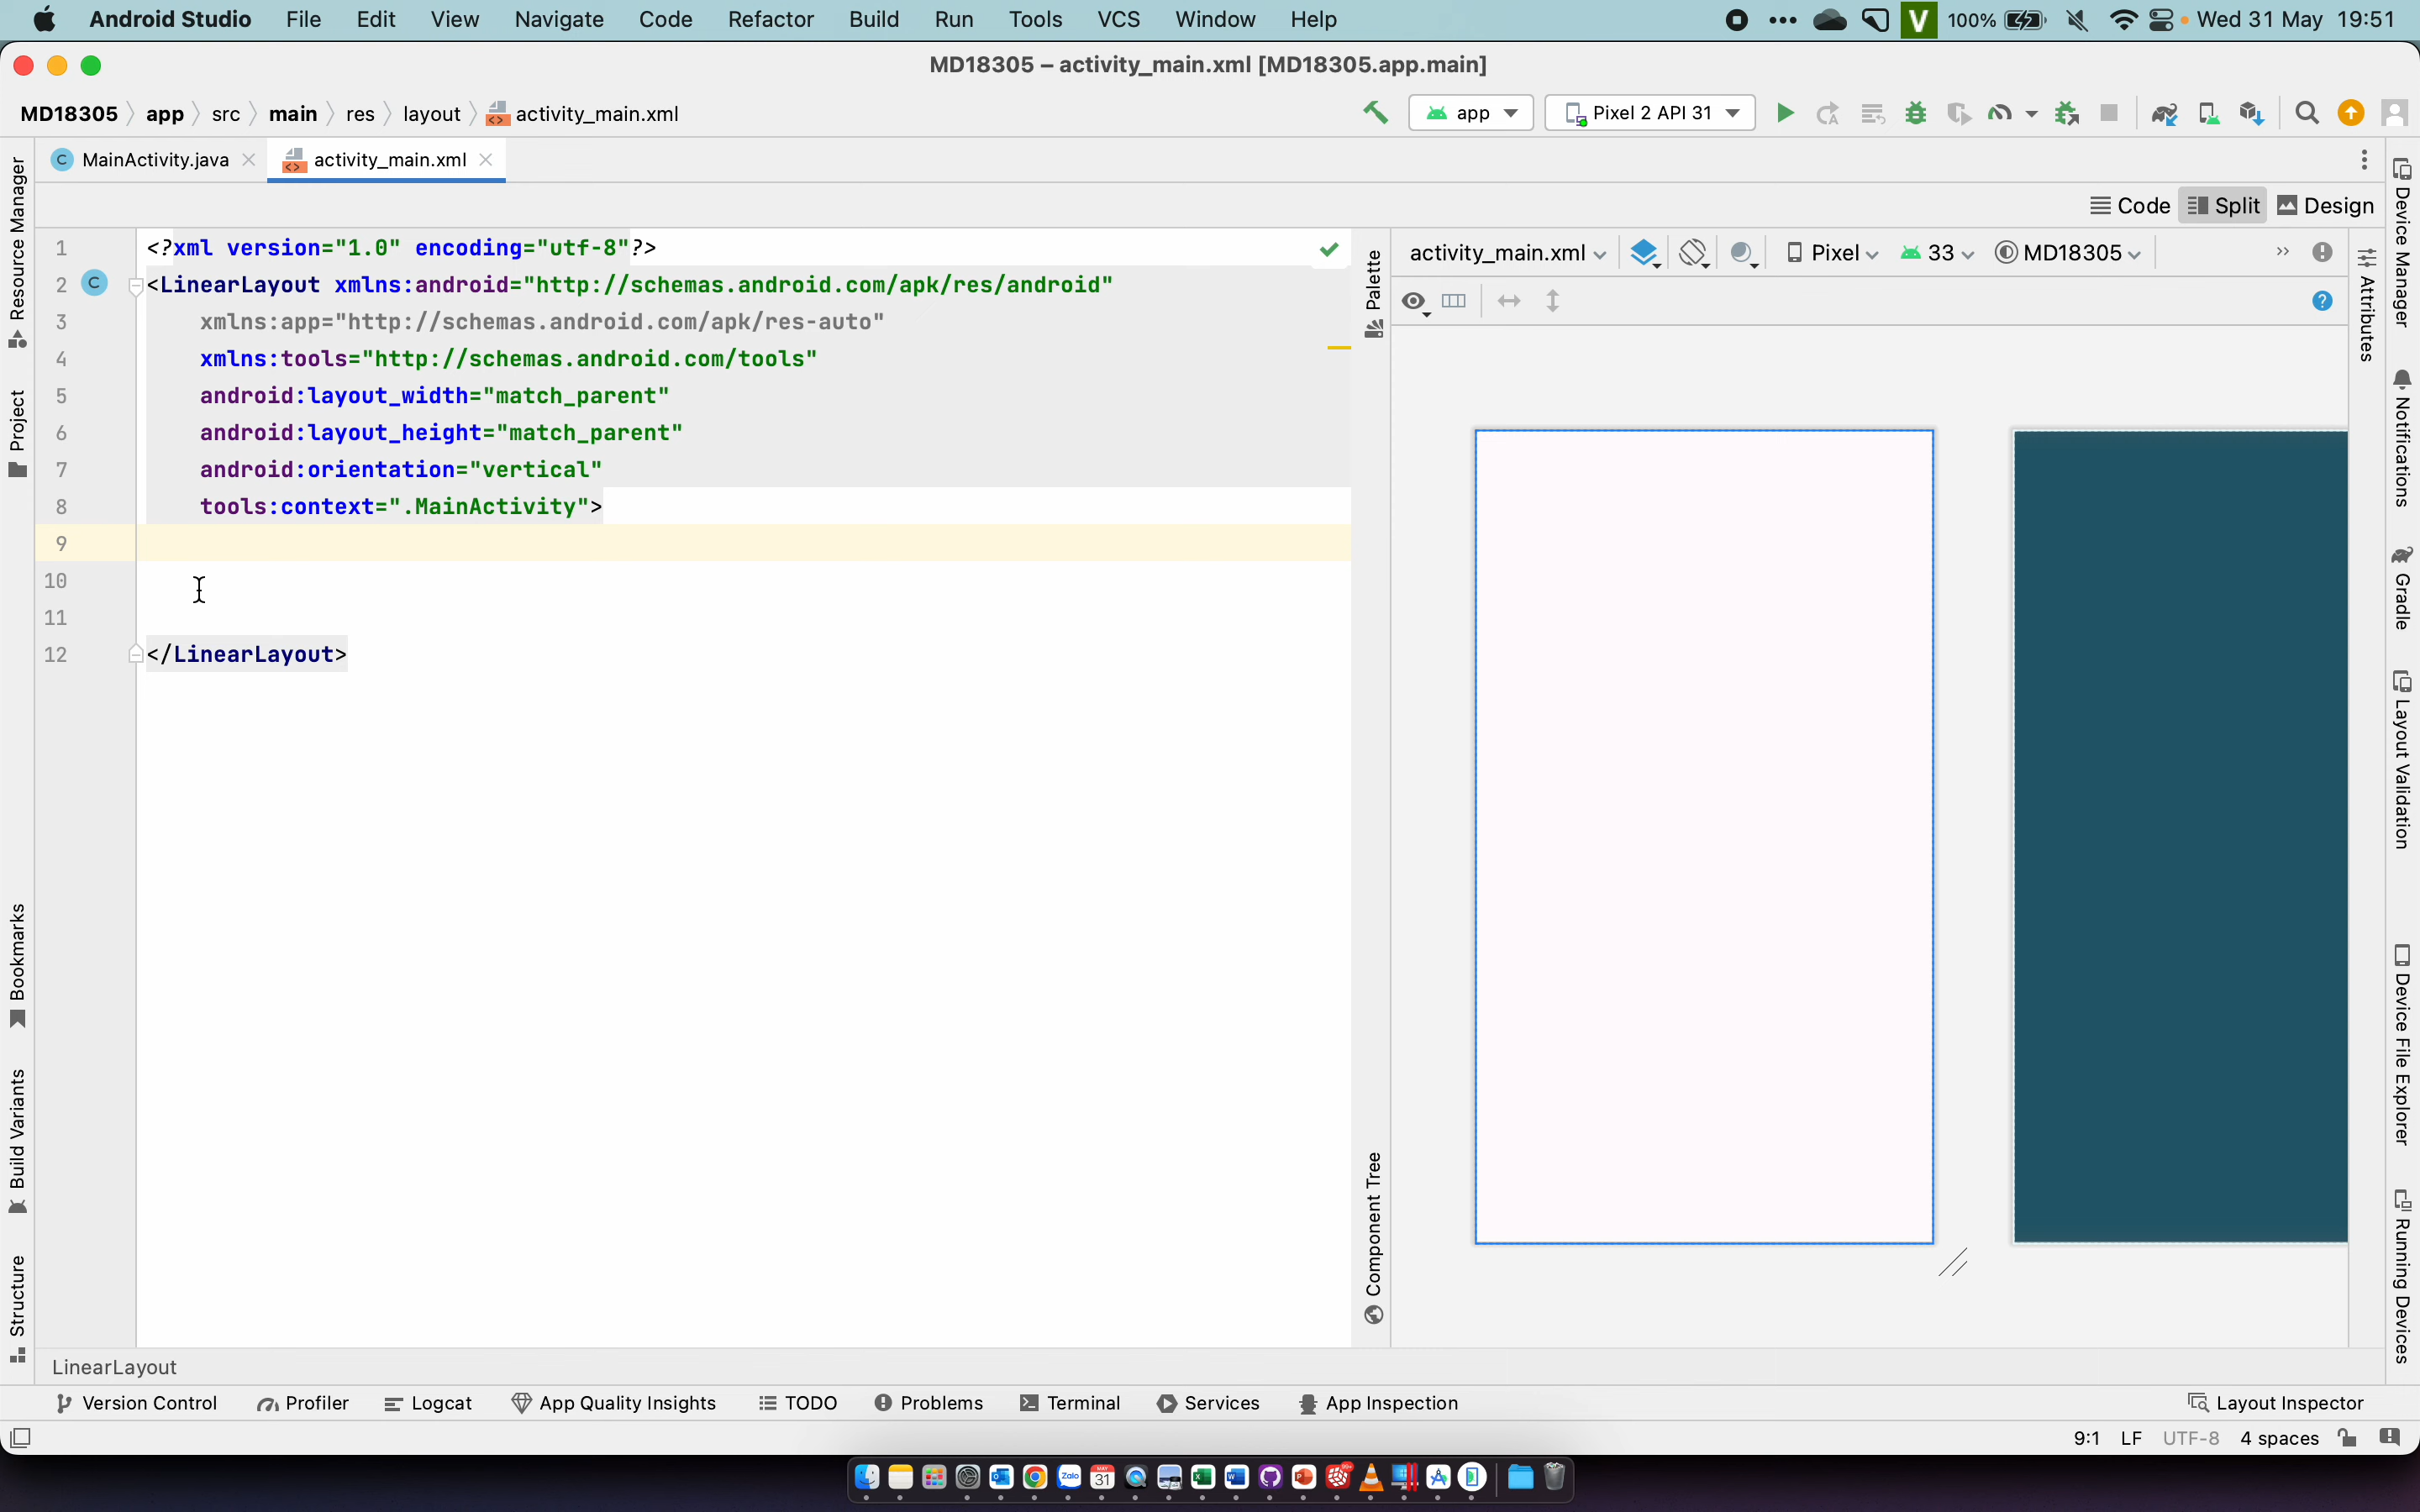 Android Studio File Edit View Navigate Code Refactor Build Run Tools VCS Window Help V 100% Wed 31 May 19:51
MD18305 – activity_main.xml [MD18305.app.main]
MD18305 app src main res layout activity_main.xml app Pixel 2 API 31
C MainActivity.java activity_main.xml
Code Split Design
activity_main.xml Pixel 33 MD18305
1 <?xml version="1.0" encoding="utf-8"?>
2 C <LinearLayout xmlns:android="http://schemas.android.com/apk/res/android"
3 xmlns:app="http://schemas.android.com/apk/res-auto"
4 xmlns:tools="http://schemas.android.com/tools"
5 android:layout_width="match_parent"
6 android:layout_height="match_parent"
7 android:orientation="vertical"
8 tools:context=".MainActivity">
9
10
11
12 </LinearLayout>
Resource Manager
Project
Bookmarks
Build Variants
Structure
Palette
Component Tree
Attributes
Device Manager
Notifications
Gradle
Layout Validation
Device File Explorer
Running Devices
LinearLayout
Version Control Profiler Logcat App Quality Insights TODO Problems Terminal Services App Inspection Layout Inspector
9:1 LF UTF-8 4 spaces
Zalo
31